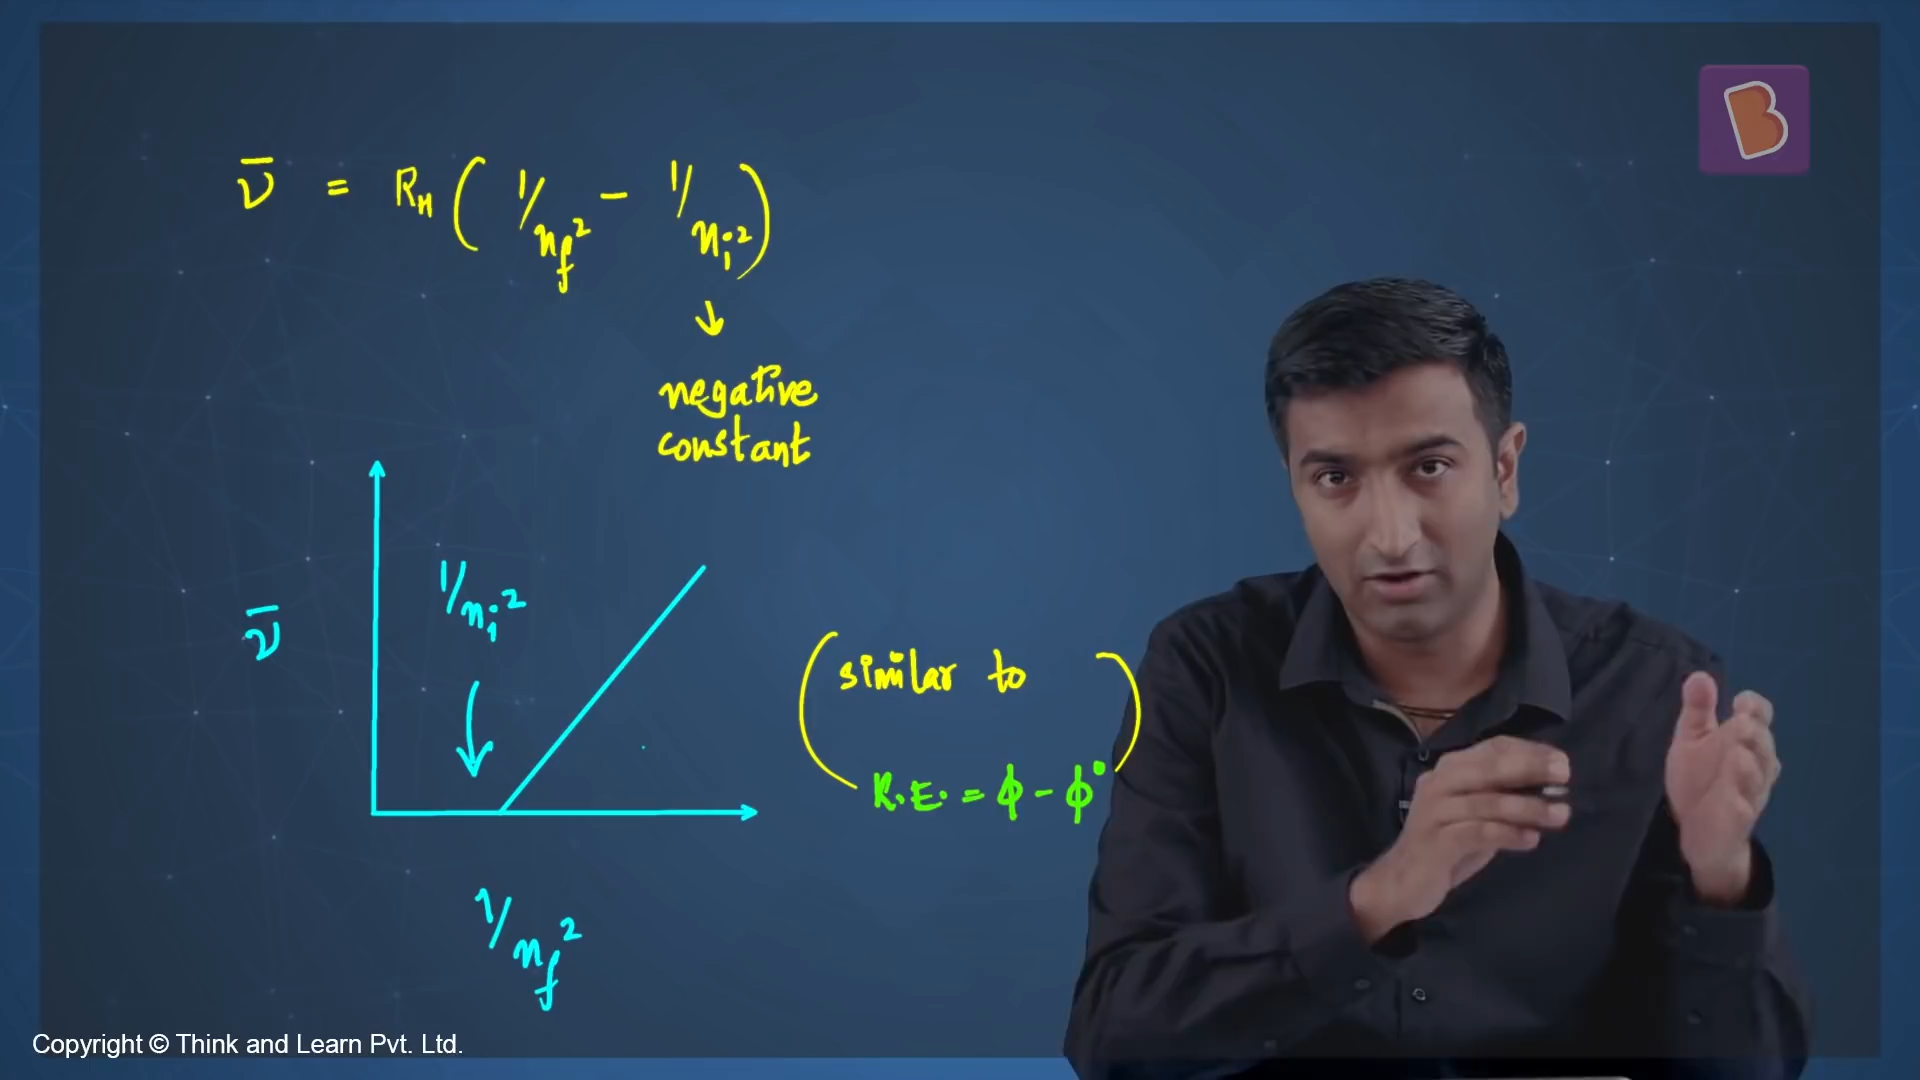 ν̄ = R_H ( 1/n_f² - 1/n_i² )
↓
negative
constant
1/n_i²
ν̄
(similar to
K.E. = ϕ - ϕ°)
1/n_f²
B
Copyright © Think and Learn Pvt. Ltd.